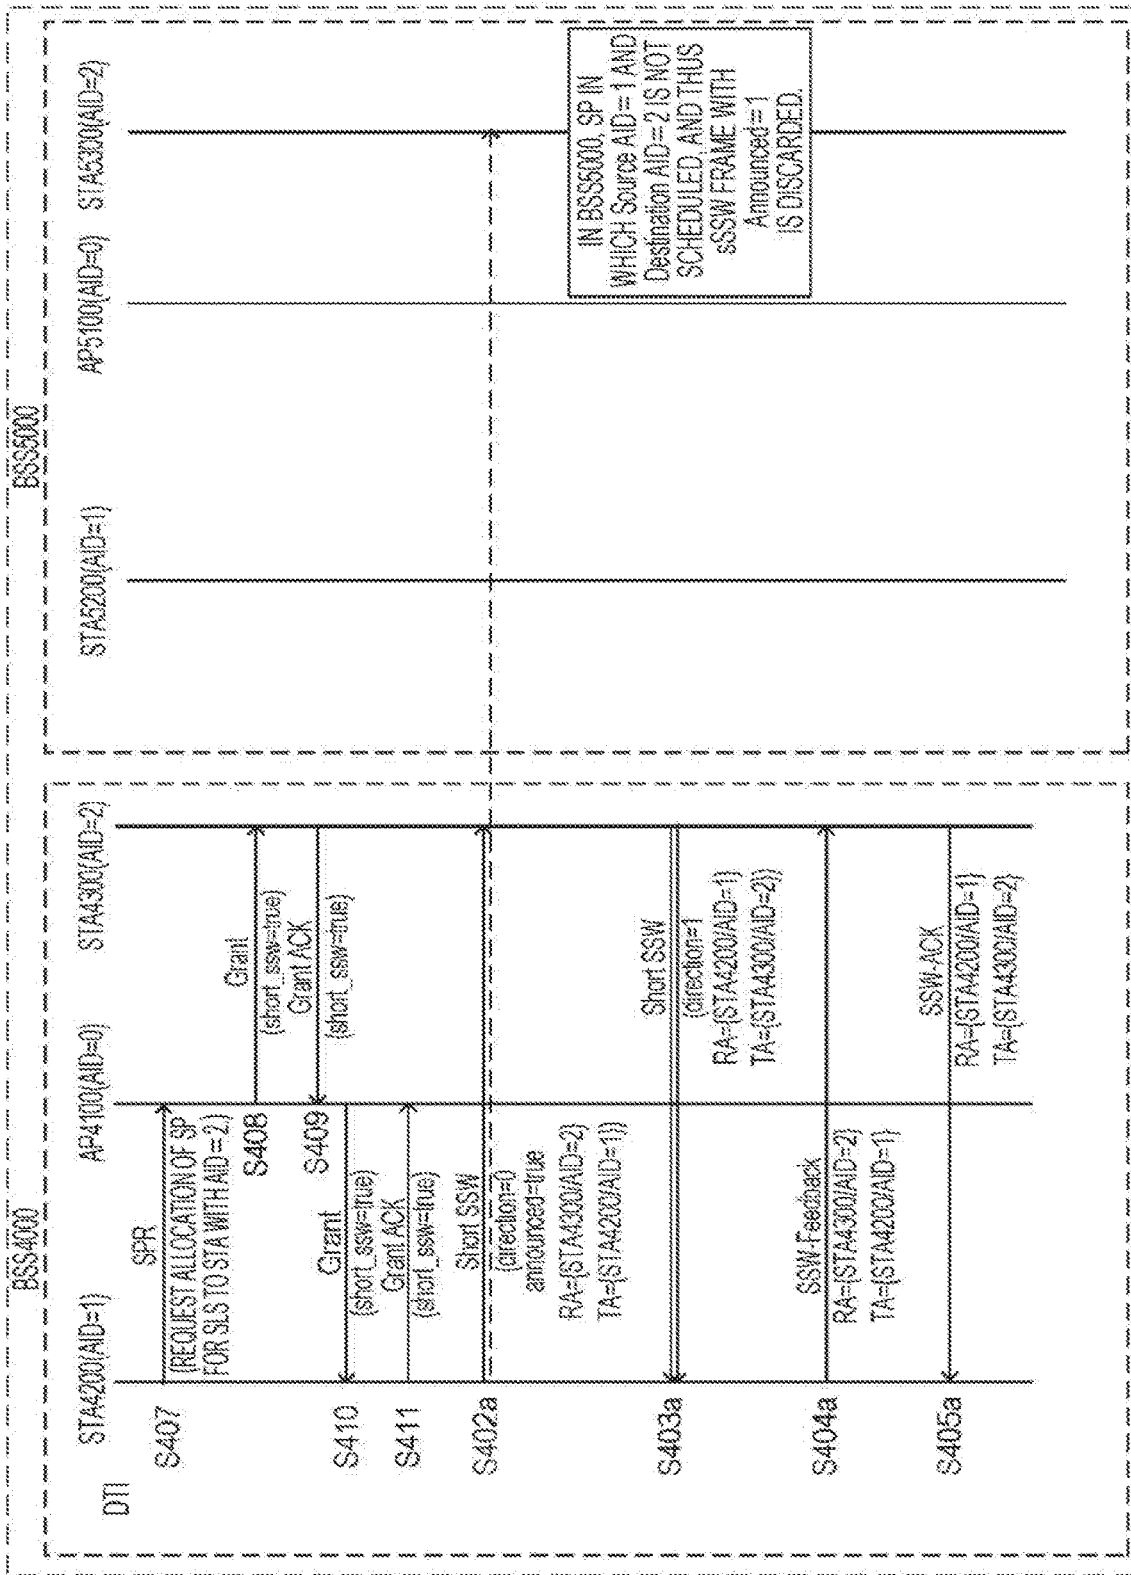 BSS4000
BSS5000
STA4200(AID=1)
AP4100(AID=0)
STA4300(AID=2)
STA5200(AID=1)
AP5100(AID=0)
STA5300(AID=2)
DTI
S407
SPR
(REQUEST ALLOCATION OF SP
FOR SLS TO STA WITH AID=2.)
S408
Grant
(short_ssw=true)
S409
Grant ACK
(short_ssw=true)
S410
Grant
(short_ssw=true)
S411
Grant ACK
(short_ssw=true)
S402a
Short SSW
(direction=0
announced=true
RA={STA4300/AID=2}
TA={STA4200/AID=1})
IN BSS5000, SP IN
WHICH Source AID=1 AND
Destination AID=2 IS NOT
SCHEDULED, AND THUS
sSSW FRAME WITH
Announced=1
IS DISCARDED.
S403a
Short SSW
(direction=1
RA={STA4200/AID=1}
TA={STA4300/AID=2})
S404a
SSW-Feedback
RA={STA4300/AID=2}
TA={STA4200/AID=1}
S405a
SSW-ACK
RA={STA4200/AID=1}
TA={STA4300/AID=2}